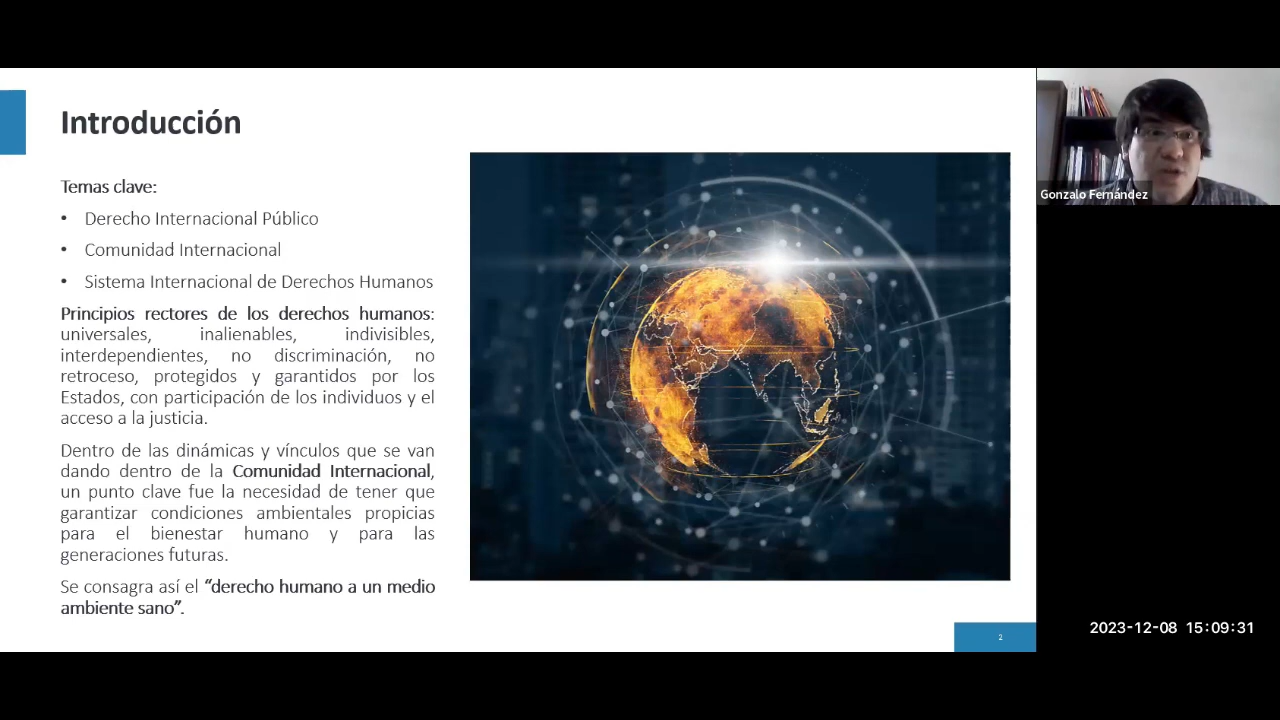 Introducción
Temas clave:
• Derecho Internacional Público
• Comunidad Internacional
• Sistema Internacional de Derechos Humanos
Principios rectores de los derechos humanos:
universales, inalienables, indivisibles,
interdependientes, no discriminación, no
retroceso, protegidos y garantidos por los
Estados, con participación de los individuos y el
acceso a la justicia.
Dentro de las dinámicas y vínculos que se van
dando dentro de la Comunidad Internacional,
un punto clave fue la necesidad de tener que
garantizar condiciones ambientales propicias
para el bienestar humano y para las
generaciones futuras.
Se consagra así el “derecho humano a un medio
ambiente sano”.
2
Gonzalo Fernández
2023-12-08 15:09:31